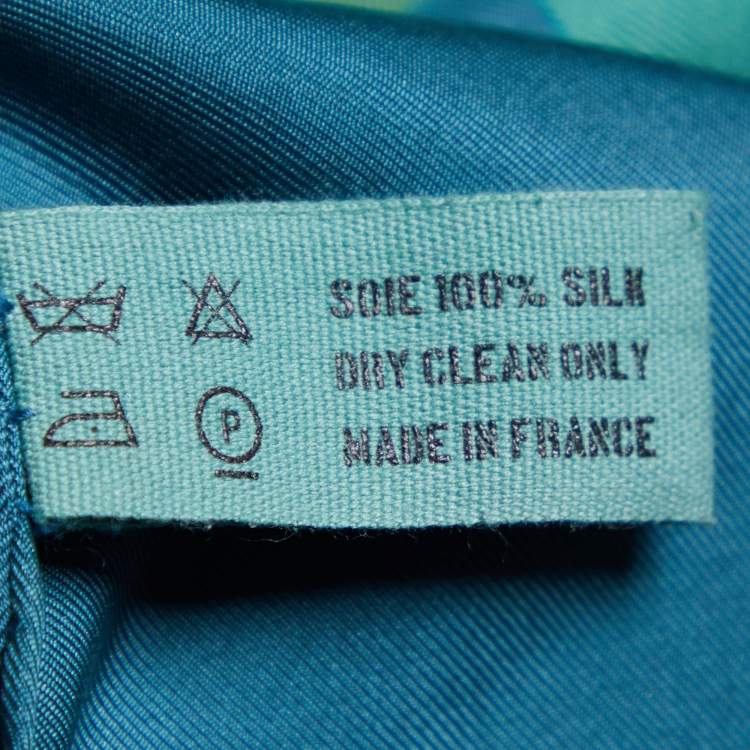 SOIE 100% SILK
DRY CLEAN ONLY
MADE IN FRANCE
P